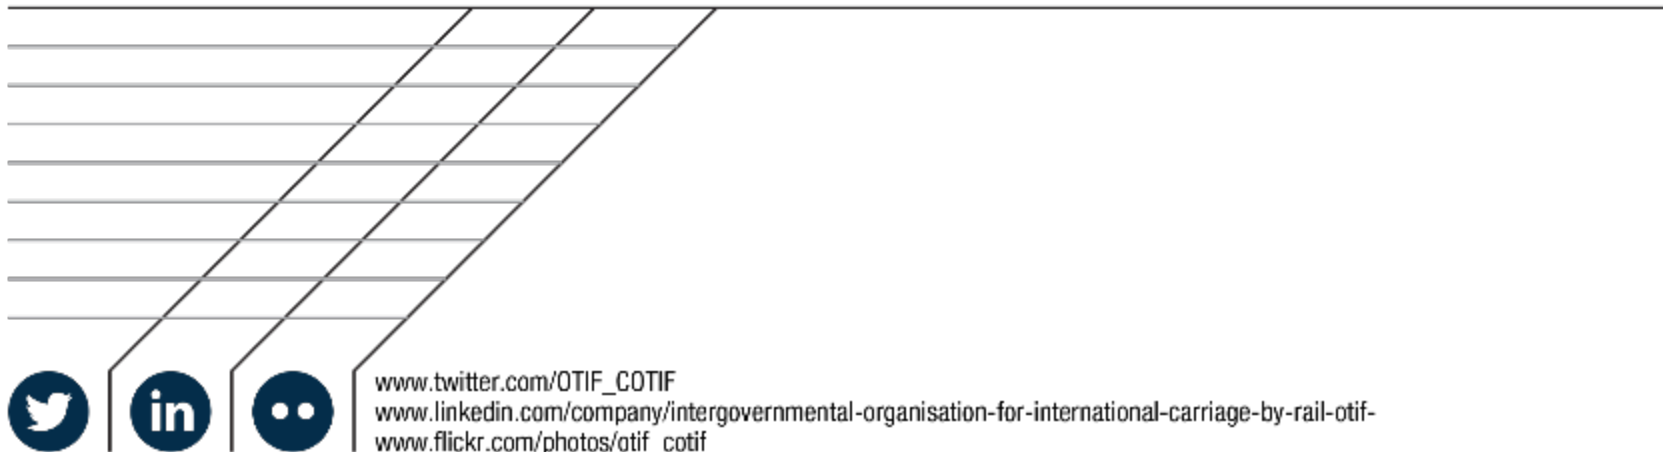 in
www.twitter.com/OTIF_COTIF
www.linkedin.com/company/intergovernmental-organisation-for-international-carriage-by-rail-otif-
www.flickr.com/photos/otif_cotif